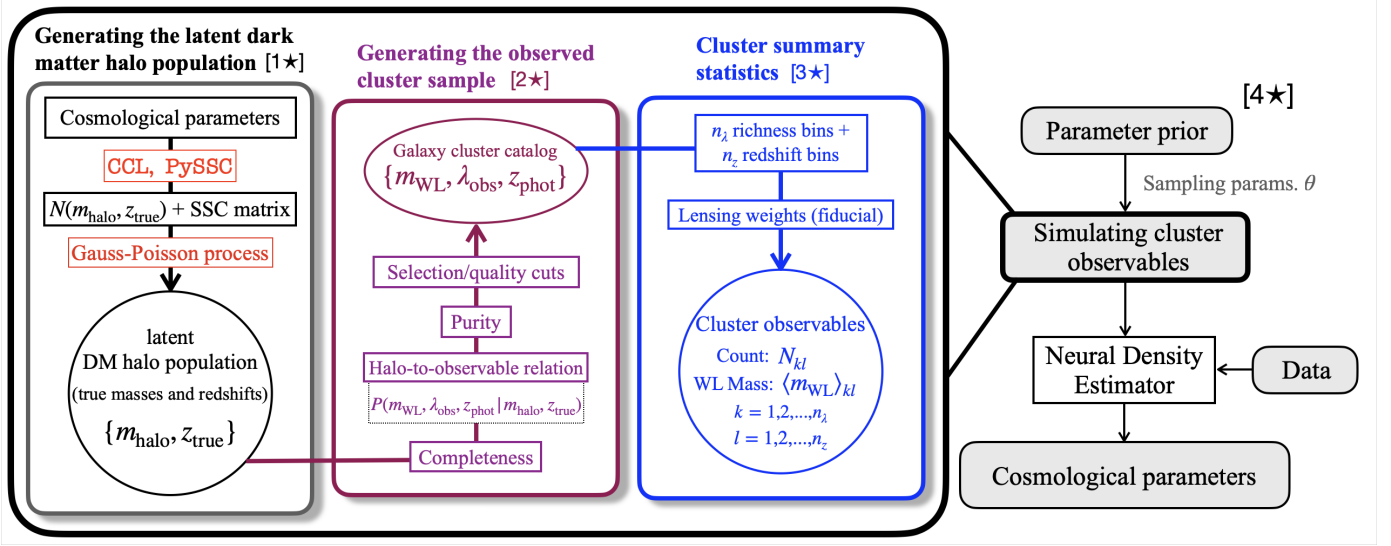 Generating the latent dark
matter halo population [1★]
Cosmological parameters
CCL, PySSC
N(m_halo, z_true) + SSC matrix
Gauss-Poisson process
latent
DM halo population
(true masses and redshifts)
{m_halo, z_true}
Generating the observed
cluster sample [2★]
Galaxy cluster catalog
{m_WL, λ_obs, z_phot}
Selection/quality cuts
Purity
Halo-to-observable relation
P(m_WL, λ_obs, z_phot | m_halo, z_true)
Completeness
Cluster summary
statistics [3★]
n_λ richness bins +
n_z redshift bins
Lensing weights (fiducial)
Cluster observables
Count: N_kl
WL Mass: ⟨m_WL⟩_kl
k = 1,2,...,n_λ
l = 1,2,...,n_z
[4★]
Parameter prior
Sampling params. θ
Simulating cluster
observables
Neural Density
Estimator
Data
Cosmological parameters